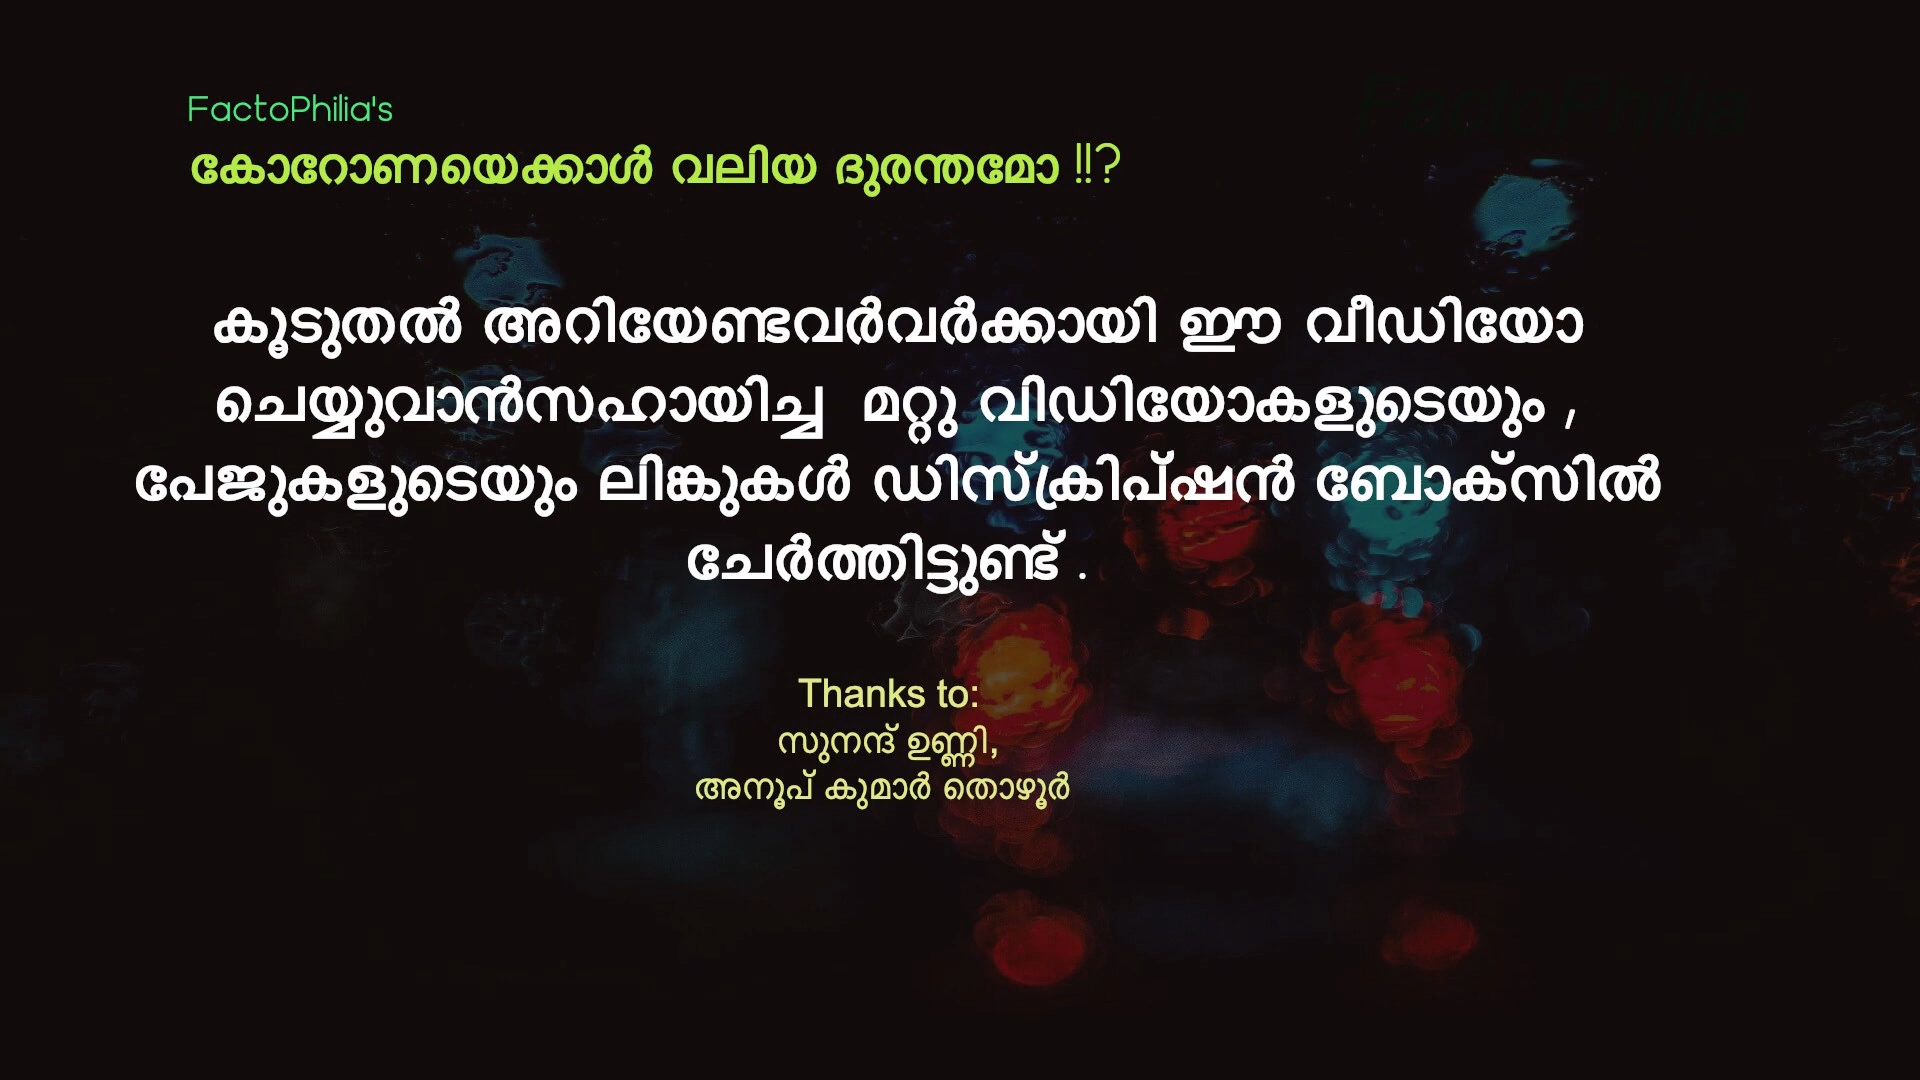 FactoPhilia's
കോറോണയെക്കാൾ വലിയ ദുരന്തമോ !!?
FactoPhilia
കൂടുതൽ അറിയേണ്ടവർവർക്കായി ഈ വീഡിയോ
ചെയ്യുവാൻസഹായിച്ച മറ്റു വിഡിയോകളുടെയും ,
പേജുകളുടെയും ലിങ്കുകൾ ഡിസ്ക്രിപ്ഷൻ ബോക്സിൽ
ചേർത്തിട്ടുണ്ട് .
Thanks to:
സുനന്ദ് ഉണ്ണി,
അനൂപ് കുമാർ തൊഴൂർ